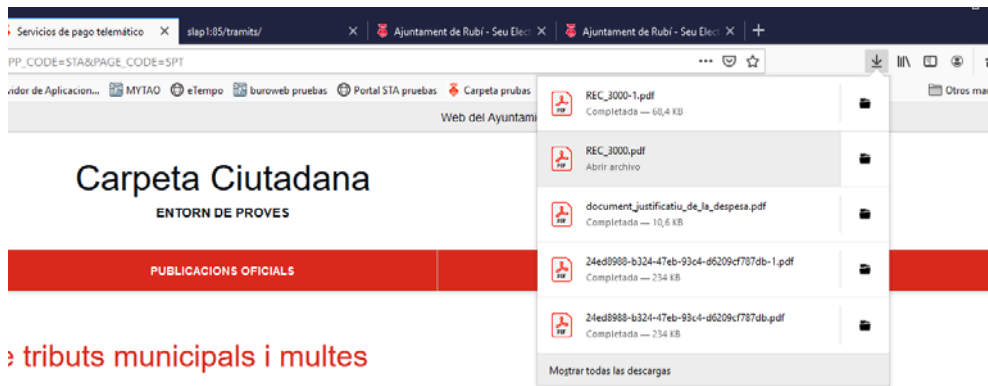 Servicios de pago telemático
slap1:85/tramits/
Ajuntament de Rubí - Seu Elect
Ajuntament de Rubí - Seu Elect
PP_CODE=STA&PAGE_CODE=SPT
vidor de Aplicacion...
MYTAO
eTempo
buroweb pruebas
Portal STA pruebas
Carpeta prubas
Otros mar
Web del Ayuntami
Carpeta Ciutadana
ENTORN DE PROVES
PUBLICACIONS OFICIALS
e tributs municipals i multes
REC_3000-1.pdf
Completada — 68,4 KB
REC_3000.pdf
Abrir archivo
document_justificatiu_de_la_despesa.pdf
Completada — 10,6 KB
24ed8988-b324-47eb-93c4-d6209cf787db-1.pdf
Completada — 234 KB
24ed8988-b324-47eb-93c4-d6209cf787db.pdf
Completada — 234 KB
Mostrar todas las descargas